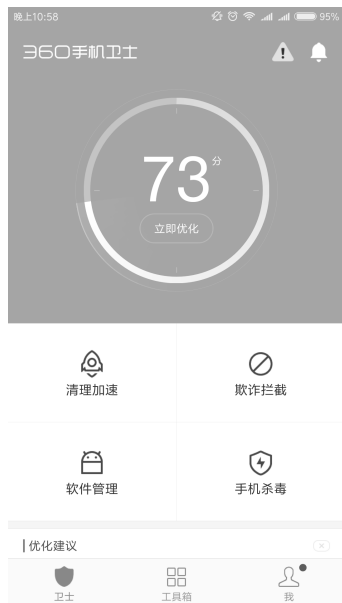 晚上10:58 95%
360手机卫士
73分
立即优化
清理加速 欺诈拦截
软件管理 手机杀毒
优化建议
卫士 工具箱 我